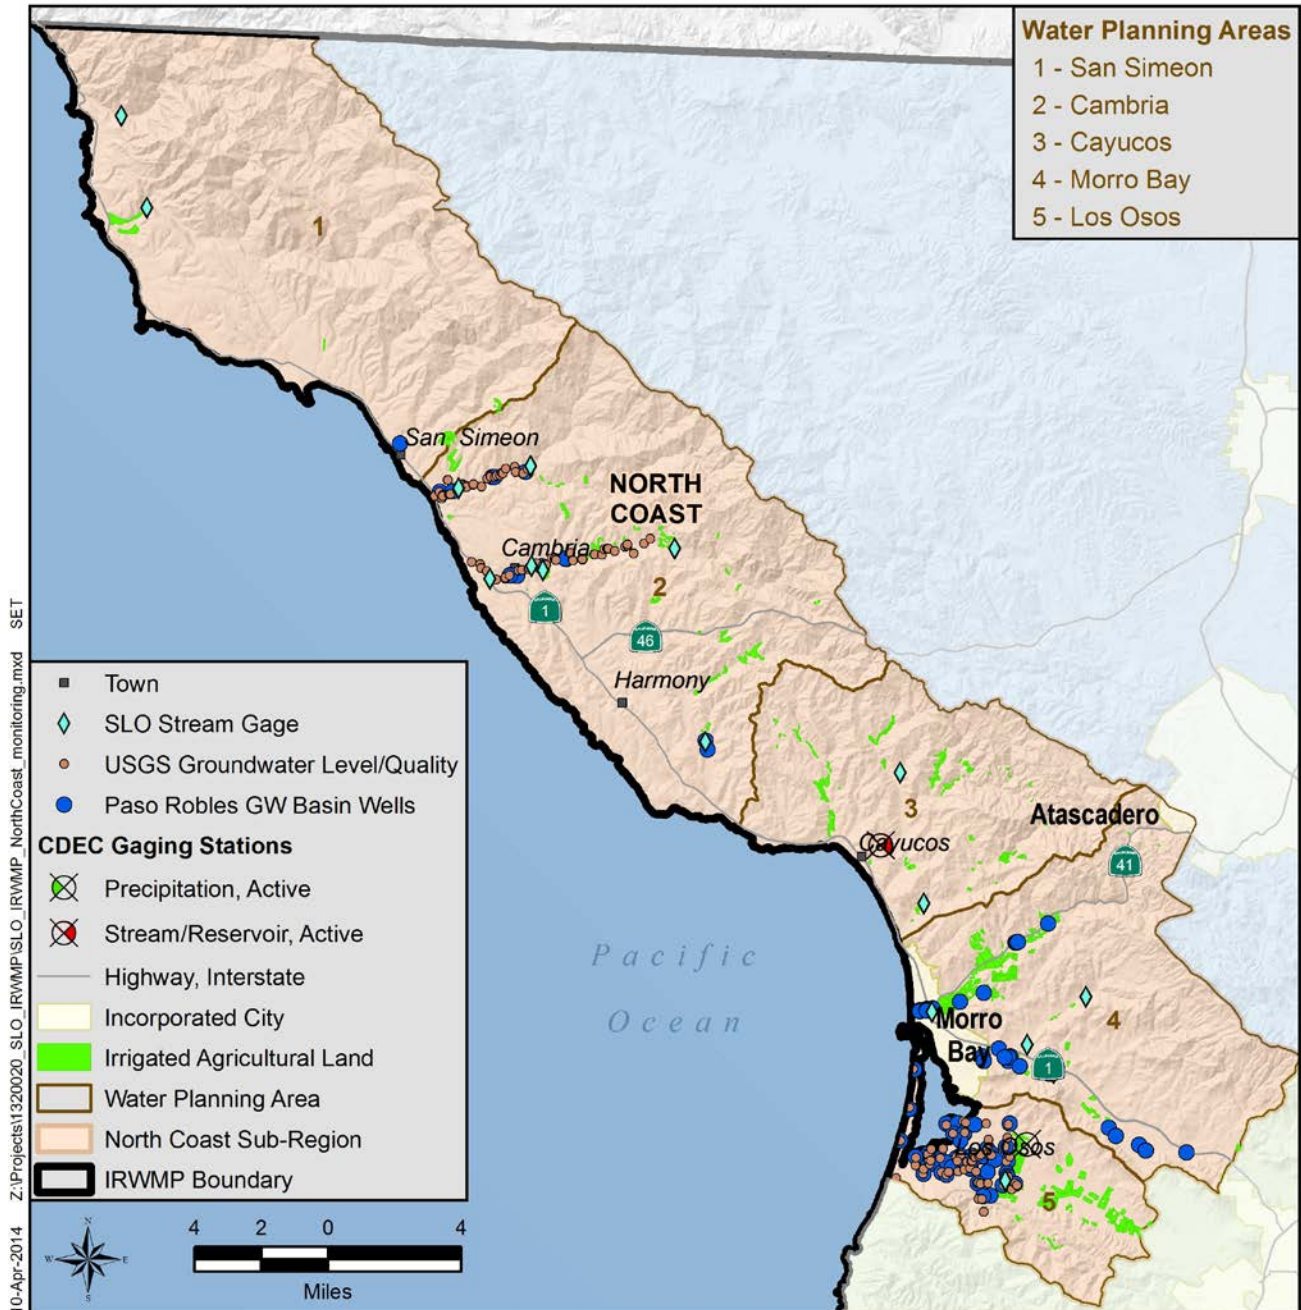 Water Planning Areas
1 - San Simeon
2 - Cambria
3 - Cayucos
4 - Morro Bay
5 - Los Osos
1
San Simeon
NORTH
COAST
Cambria
2
1
46
Harmony
3
Atascadero
Cayucos
41
Pacific
Ocean
Morro
Bay
4
1
Los Osos
5
Town
SLO Stream Gage
USGS Groundwater Level/Quality
Paso Robles GW Basin Wells
CDEC Gaging Stations
Precipitation, Active
Stream/Reservoir, Active
Highway, Interstate
Incorporated City
Irrigated Agricultural Land
Water Planning Area
North Coast Sub-Region
IRWMP Boundary
N
W E
S
4 2 0 4
Miles
10-Apr-2014 Z:\Projects\1320020_SLO_IRWMP\SLO_IRWMP_NorthCoast_monitoring.mxd SET